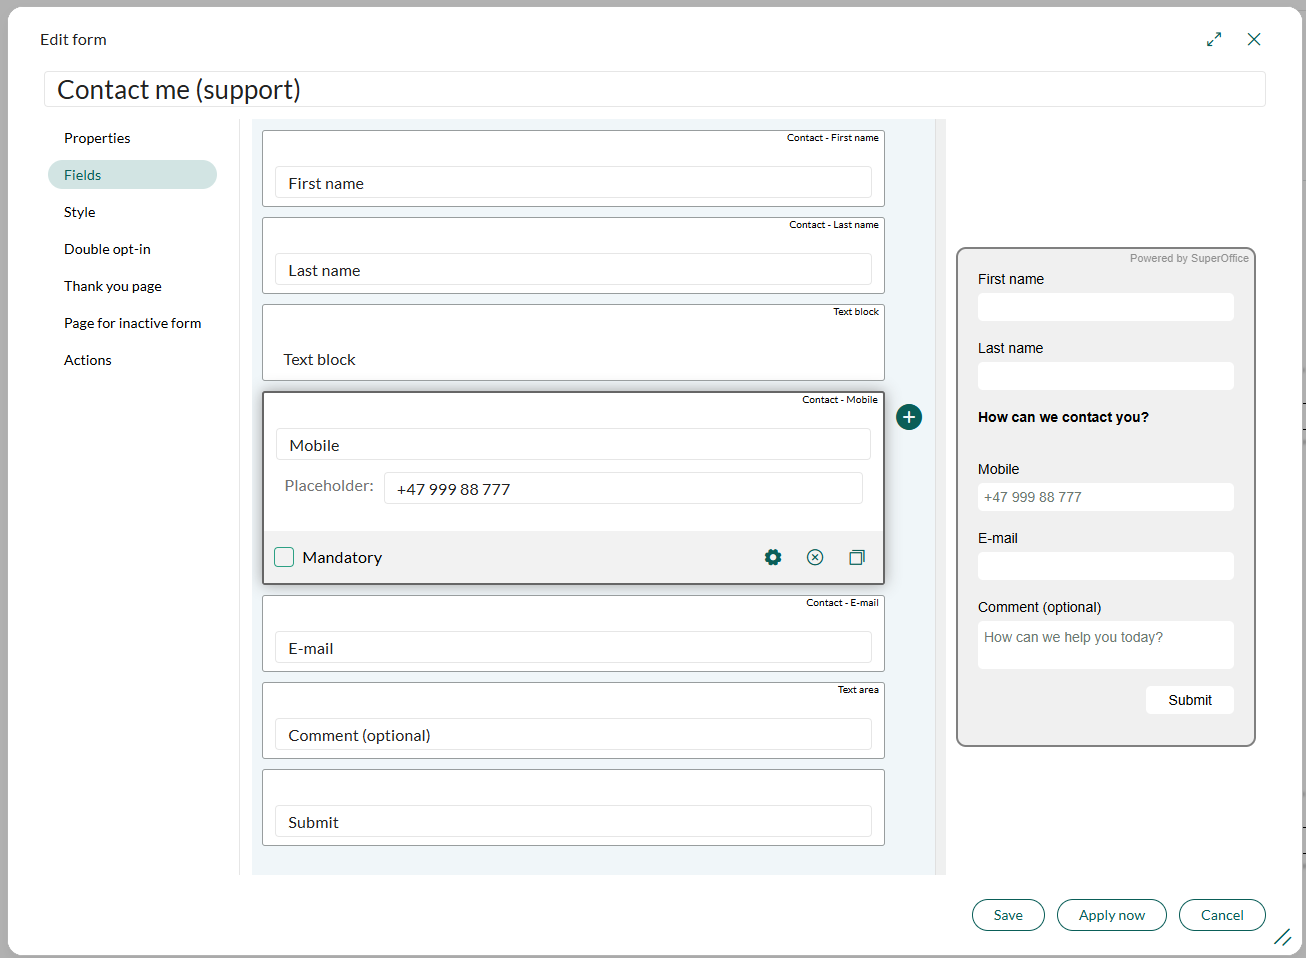 Edit form
Contact me (support)
Properties
Fields
Style
Double opt-in
Thank you page
Page for inactive form
Actions
Contact - First name
First name
Contact - Last name
Last name
Text block
Text block
Contact - Mobile
Mobile
Placeholder: +47 999 88 777
Mandatory
Contact - E-mail
E-mail
Text area
Comment (optional)
Submit
Powered by SuperOffice
First name
Last name
How can we contact you?
Mobile
+47 999 88 777
E-mail
Comment (optional)
How can we help you today?
Submit
Save Apply now Cancel